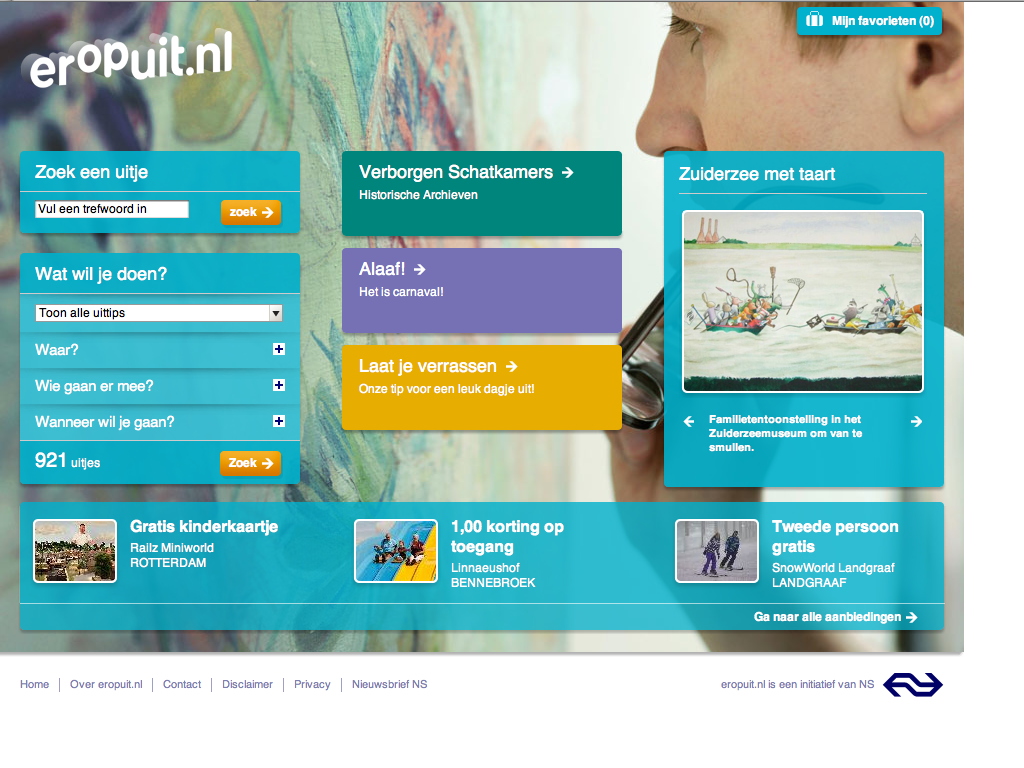 Mijn favorieten (0)
eropuit.nl
Zoek een uitje
Vul een trefwoord in
zoek
Wat wil je doen?
Toon alle uittips
Waar?
Wie gaan er mee?
Wanneer wil je gaan?
921 uitjes
Zoek
Verborgen Schatkamers
Historische Archieven
Alaaf!
Het is carnaval!
Laat je verrassen
Onze tip voor een leuk dagje uit!
Zuiderzee met taart
Familietentoonstelling in het
Zuiderzeemuseum om van te
smullen.
Gratis kinderkaartje
Railz Miniworld
ROTTERDAM
1,00 korting op
toegang
Linnaeushof
BENNEBROEK
Tweede persoon
gratis
SnowWorld Landgraaf
LANDGRAAF
Ga naar alle aanbiedingen
Home | Over eropuit.nl | Contact | Disclaimer | Privacy | Nieuwsbrief NS
eropuit.nl is een initiatief van NS